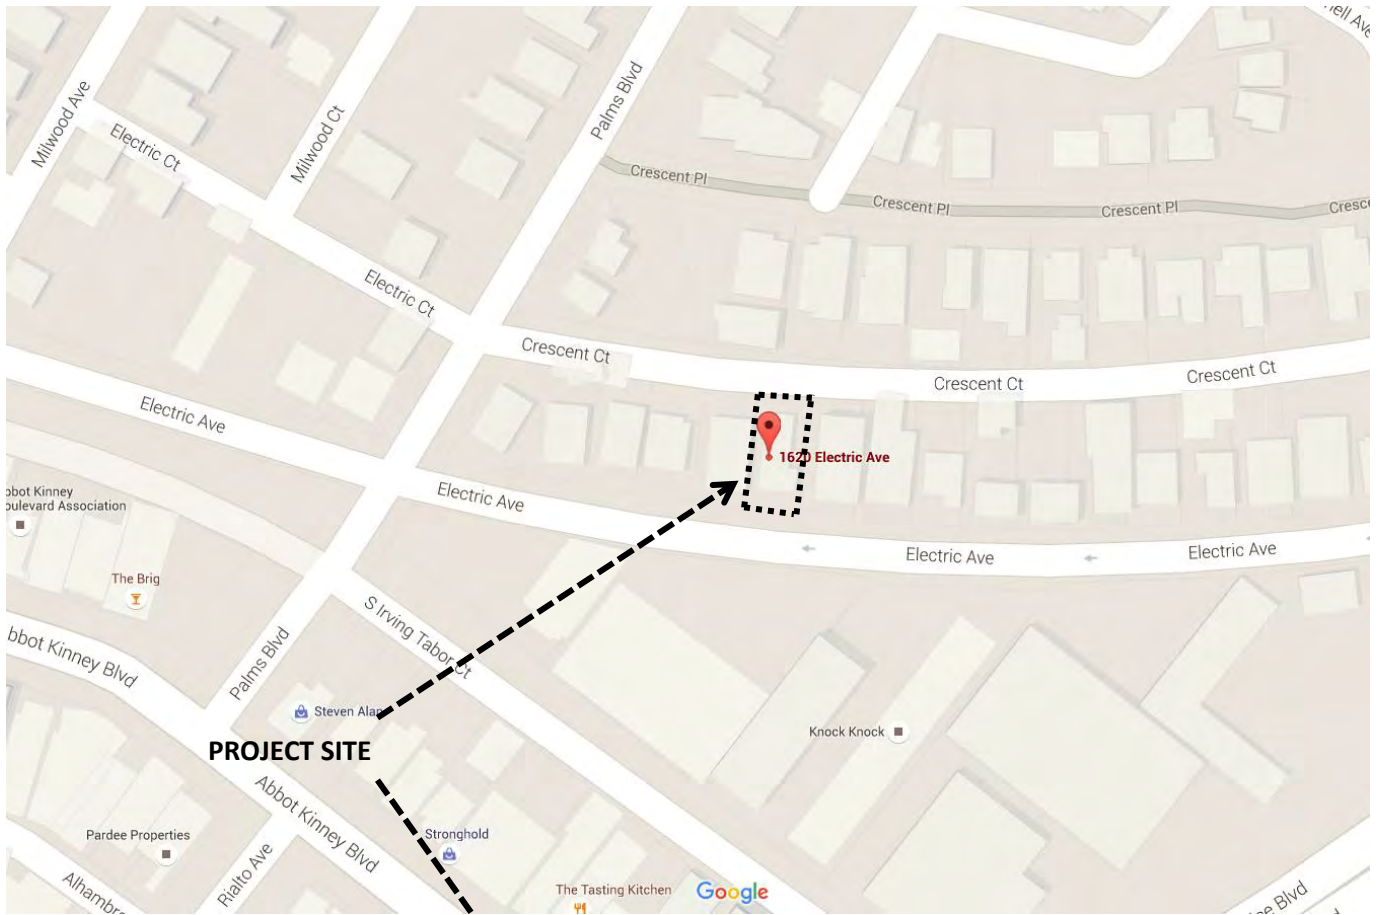 Milwood Ave
Electric Ct
Milwood Ct
Palms Blvd
Crescent Pl
Crescent Pl
Crescent Pl
Electric Ct
Crescent Ct
Crescent Ct
Crescent Ct
Electric Ave
1620 Electric Ave
Electric Ave
Electric Ave
Electric Ave
bbot Kinney
oulevard Association
The Brig
S Irving Tabor Ct
bbot Kinney Blvd
Palms Blvd
Steven Alan
PROJECT SITE
Knock Knock
Abbot Kinney Blvd
Pardee Properties
Stronghold
Rialto Ave
The Tasting Kitchen
Google
Blvd